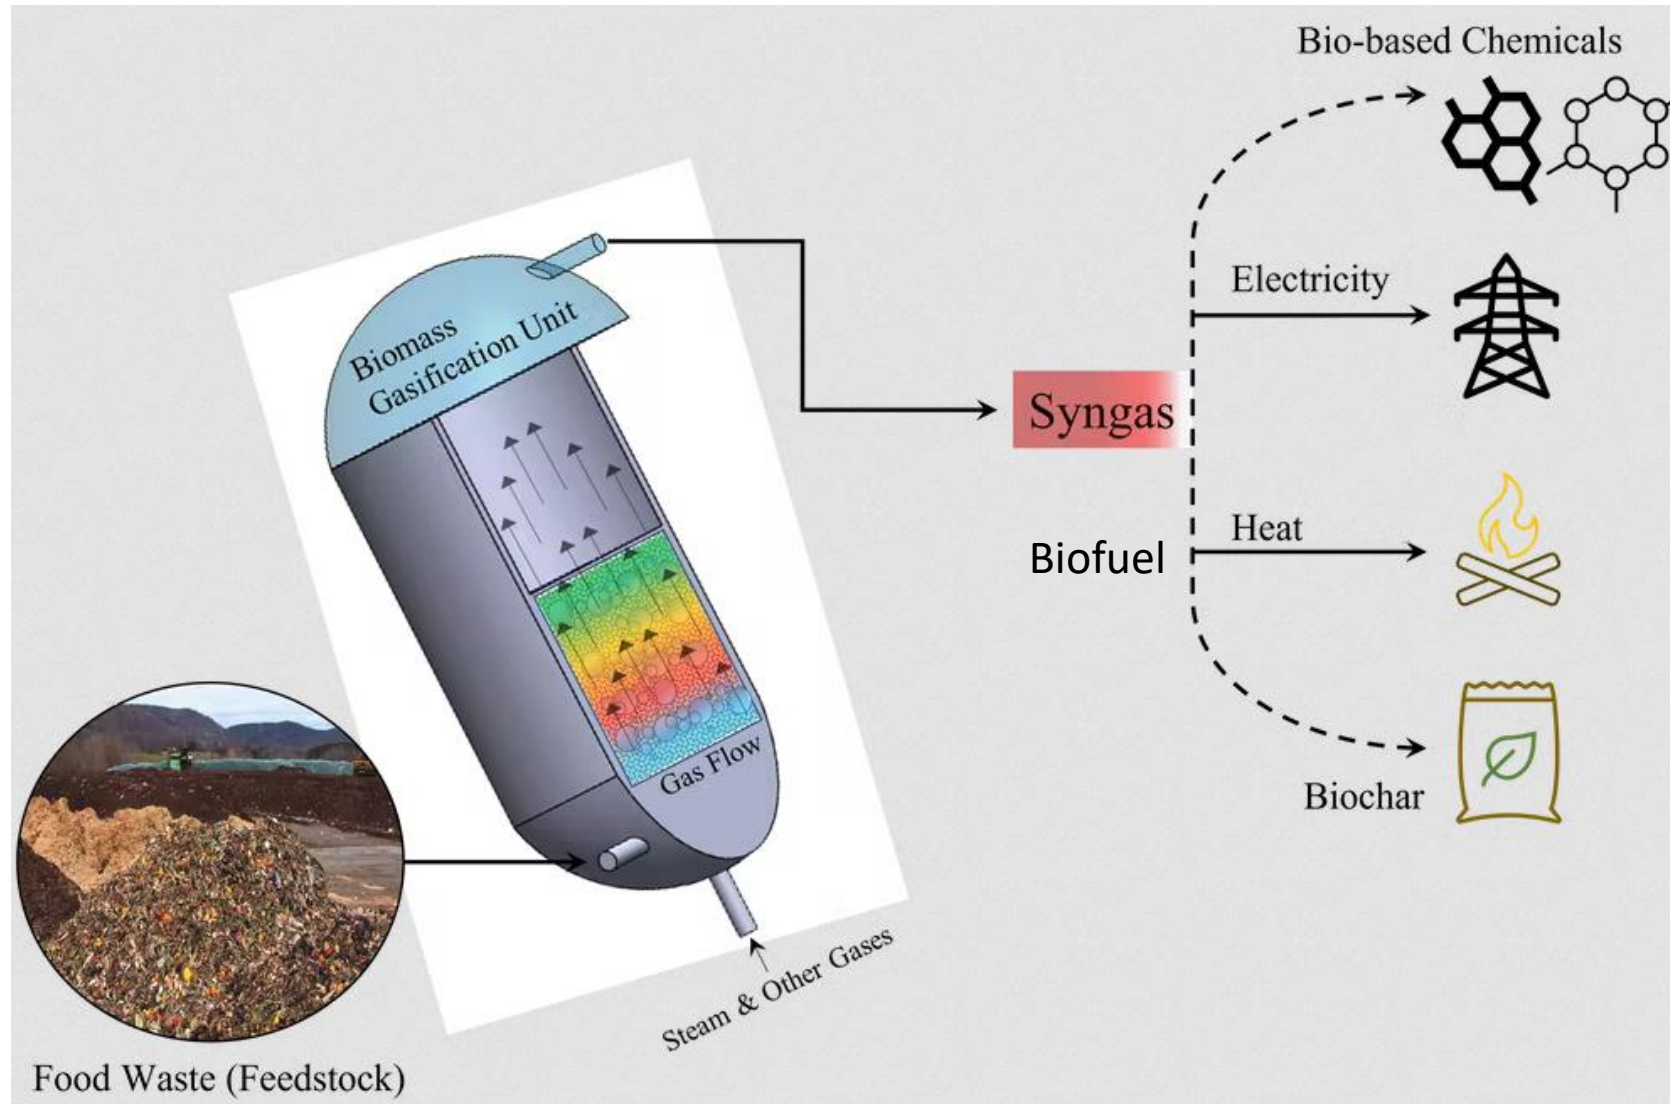 Bio-based Chemicals
Electricity
Biomass
Gasification Unit
Syngas
Heat
Biofuel
Gas Flow
Biochar
Steam & Other Gases
Food Waste (Feedstock)